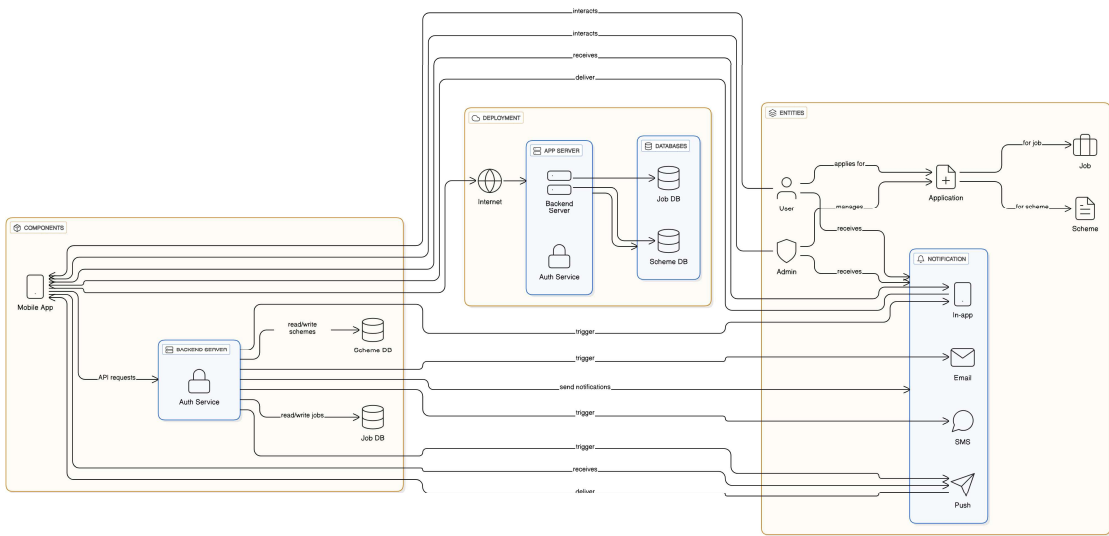 interacts
interacts
receives
deliver
DEPLOYMENT
APP SERVER
DATABASES
Internet
Backend
Server
Job DB
Auth Service
Scheme DB
ENTITIES
User
applies for
Application
for job
Job
manages
for scheme
Scheme
Admin
receives
receives
NOTIFICATION
In-app
Email
SMS
Push
COMPONENTS
Mobile App
API requests
BACKEND SERVER
Auth Service
read/write
schemes
Scheme DB
read/write jobs
Job DB
trigger
trigger
send notifications
trigger
trigger
receives
deliver